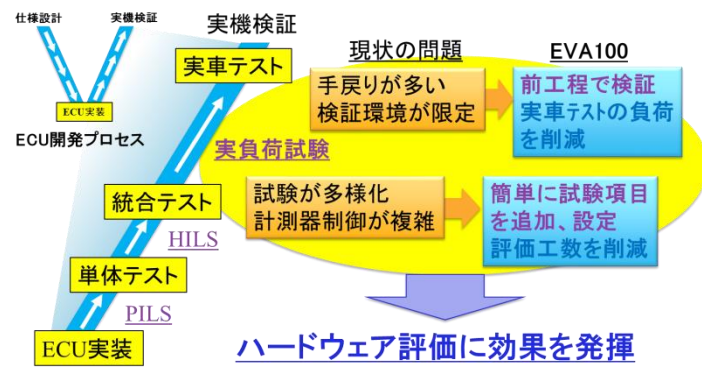 仕様設計
実機検証
ECU実装
ECU開発プロセス
実機検証
実車テスト
実負荷試験
統合テスト
HILS
単体テスト
PILS
ECU実装
現状の問題
EVA100
手戻りが多い
検証環境が限定
前工程で検証
実車テストの負荷
を削減
試験が多様化
計測器制御が複雑
簡単に試験項目
を追加、設定
評価工数を削減
ハードウェア評価に効果を発揮